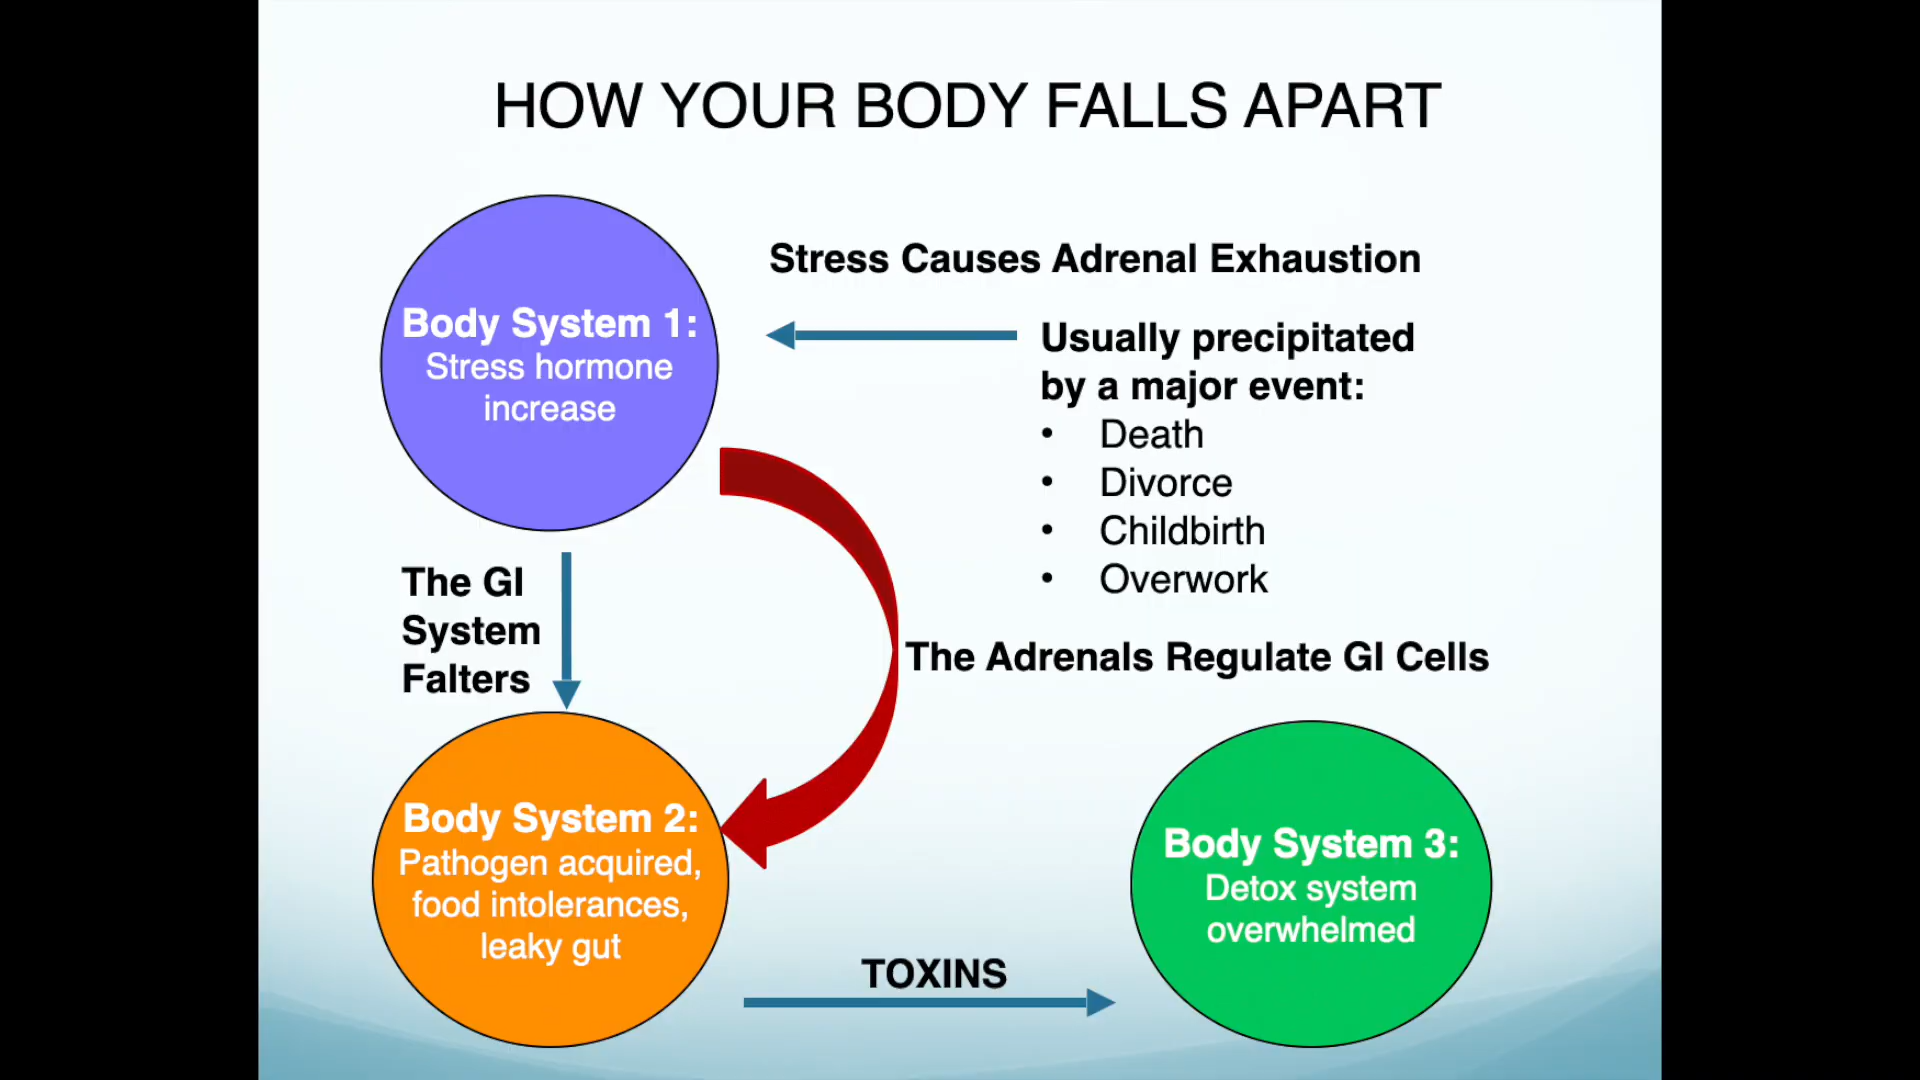 HOW YOUR BODY FALLS APART
Body System 1:
Stress hormone
increase
Stress Causes Adrenal Exhaustion
Usually precipitated
by a major event:
• Death
• Divorce
• Childbirth
• Overwork
The GI
System
Falters
The Adrenals Regulate GI Cells
Body System 2:
Pathogen acquired,
food intolerances,
leaky gut
TOXINS
Body System 3:
Detox system
overwhelmed